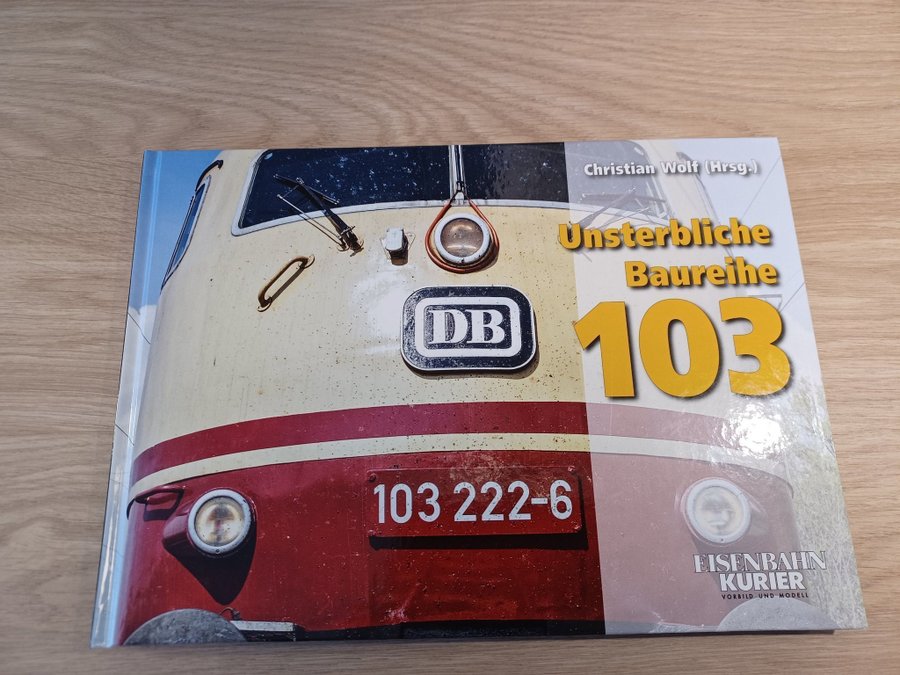 Christian Wolf (Hrsg.)
Unsterbliche
Baureihe
103
DB
103 222-6
EISENBAHN
KURIER
VORBILD UND MODELL